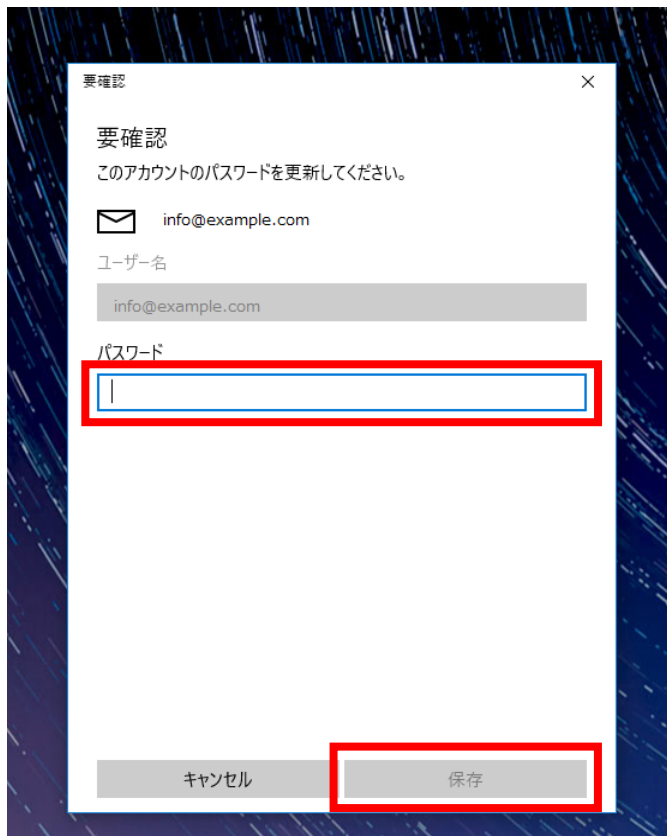 要確認
要確認
このアカウントのパスワードを更新してください。
info@example.com
ユーザー名
info@example.com
パスワード
キャンセル
保存